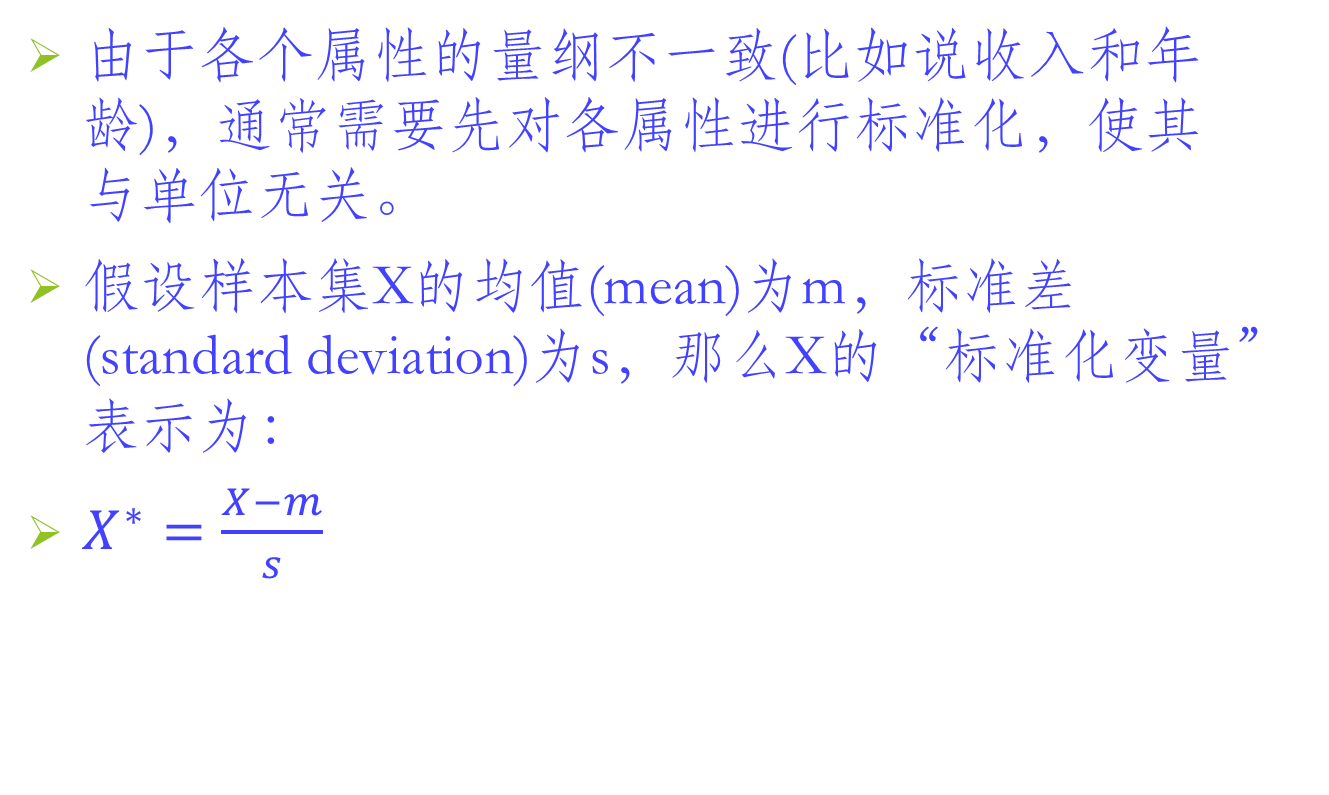 由于各个属性的量纲不一致(比如说收入和年
龄)，通常需要先对各属性进行标准化，使其
与单位无关。
假设样本集X的均值(mean)为m，标准差
(standard deviation)为s，那么X的“标准化变量”
表示为：
X* = (X−m)/s